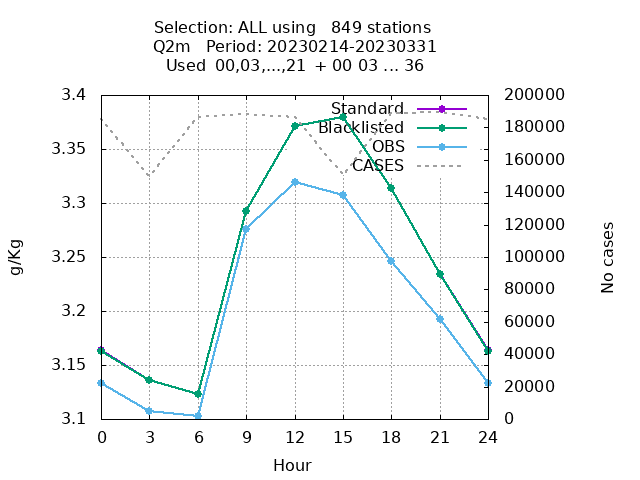 Selection: ALL using   849 stations
Q2m   Period: 20230214-20230331
Used  00,03,...,21  + 00 03 ... 36
3.4
3.35
3.3
3.25
3.2
3.15
3.1
g/Kg
200000
180000
160000
140000
120000
100000
80000
60000
40000
20000
0
No cases
Standard
Blacklisted
OBS
CASES
0 3 6 9 12 15 18 21 24
Hour